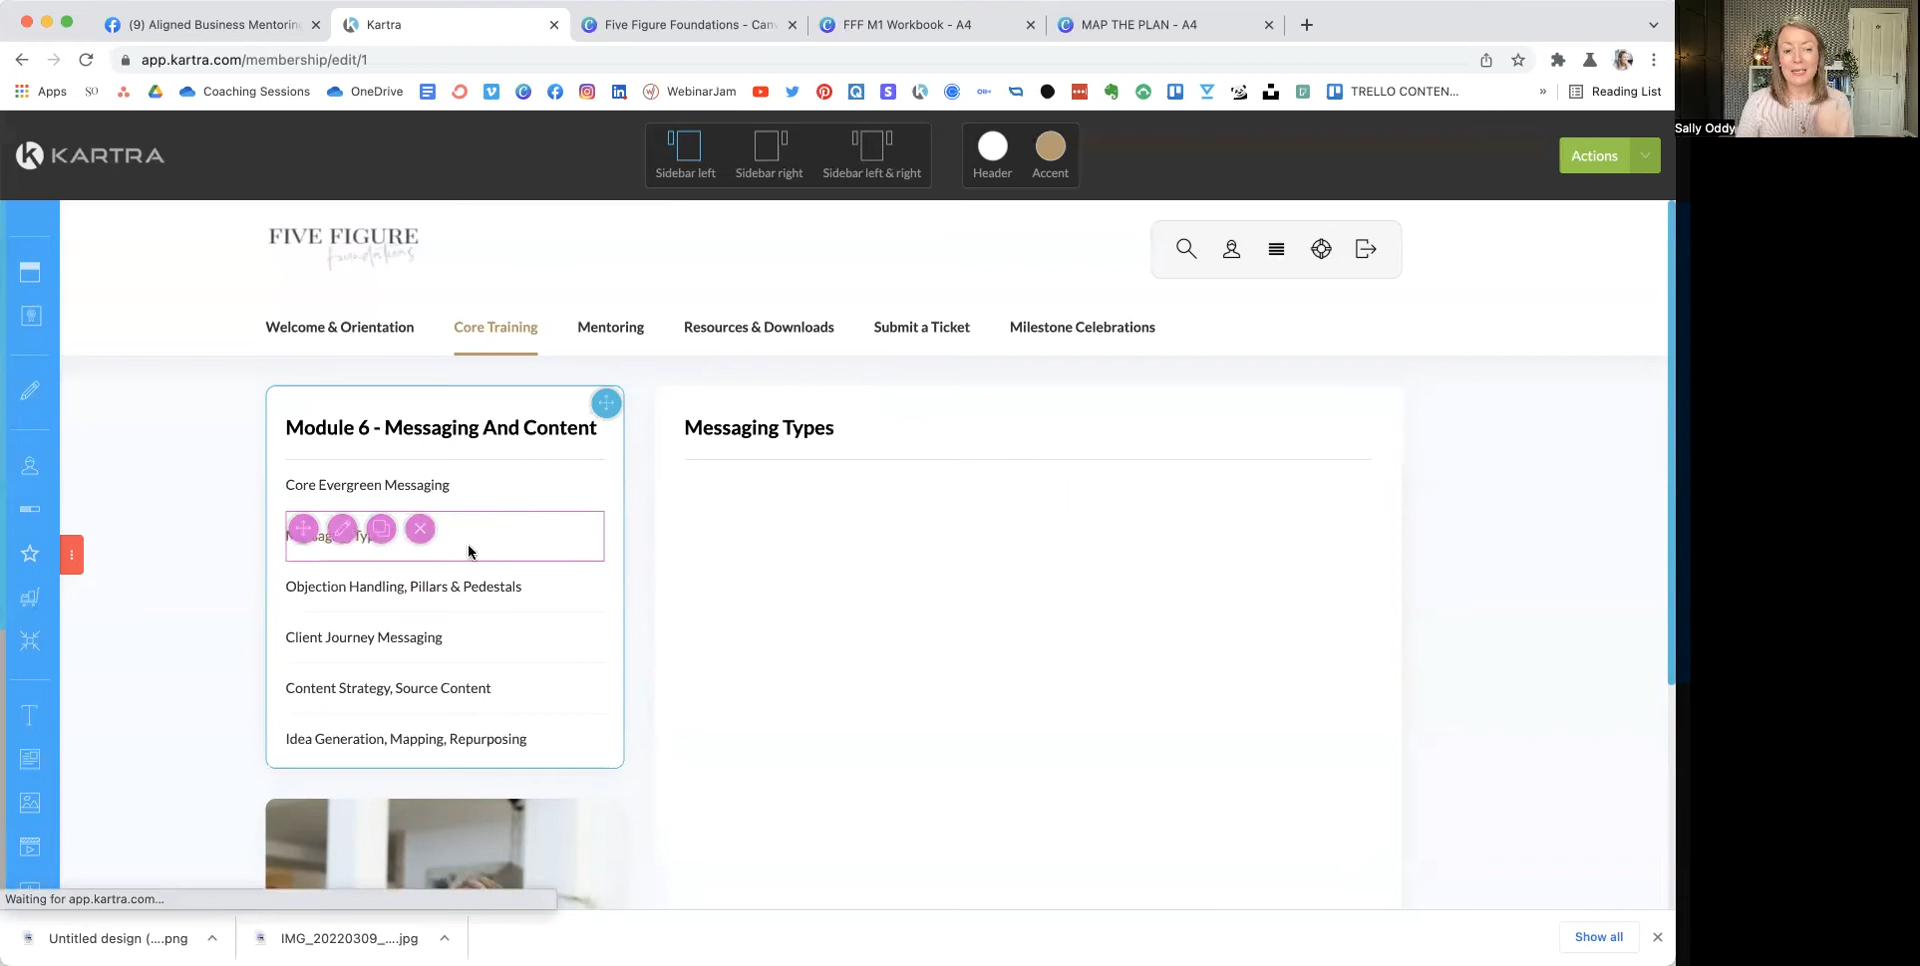 (9) Aligned Business Mentoring
Kartra
Five Figure Foundations - Canv
FFF M1 Workbook - A4
MAP THE PLAN - A4
app.kartra.com/membership/edit/1
Apps
Coaching Sessions
OneDrive
WebinarJam
TRELLO CONTEN...
Reading List
Sally Oddy
KARTRA
Sidebar left
Sidebar right
Sidebar left & right
Header
Accent
Actions
FIVE FIGURE
foundations
Welcome & Orientation
Core Training
Mentoring
Resources & Downloads
Submit a Ticket
Milestone Celebrations
Module 6 - Messaging And Content
Messaging Types
Core Evergreen Messaging
Objection Handling, Pillars & Pedestals
Client Journey Messaging
Content Strategy, Source Content
Idea Generation, Mapping, Repurposing
Waiting for app.kartra.com...
Untitled design (....png
IMG_20220309_....jpg
Show all